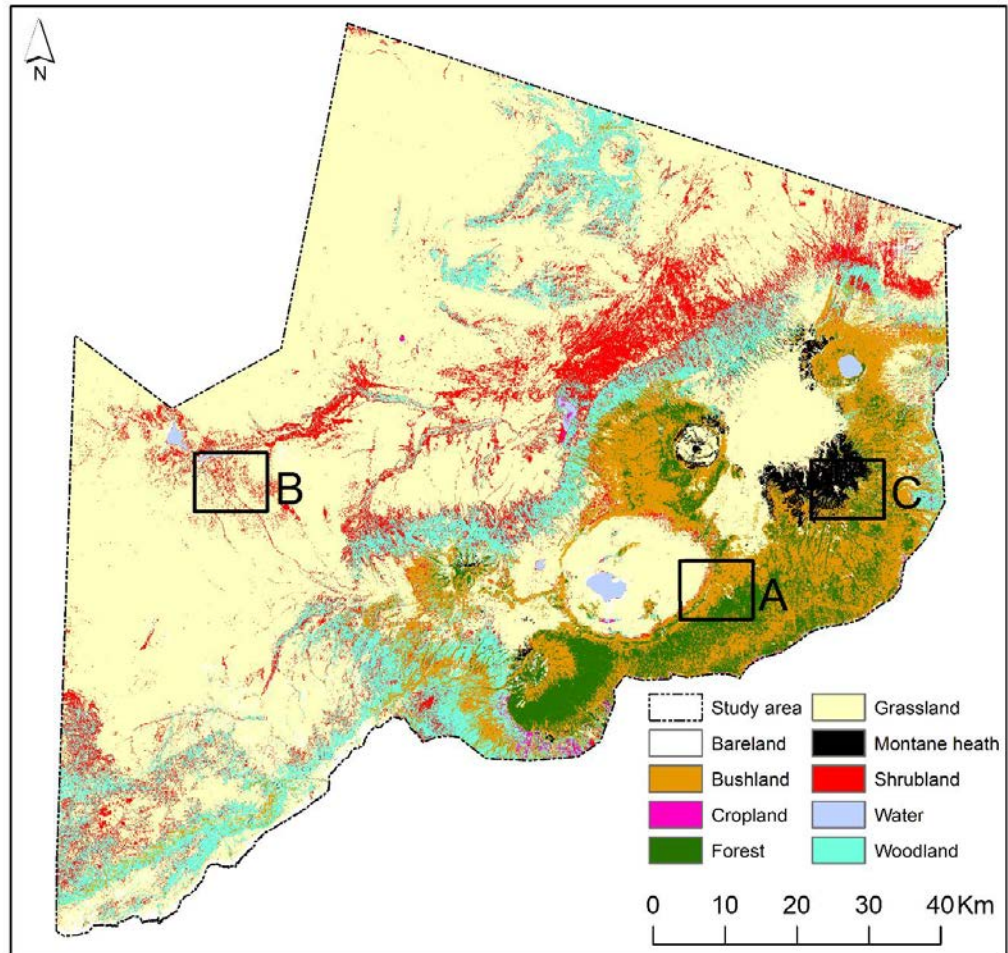 N
B
C
A
Study area Grassland
Bareland Montane heath
Bushland Shrubland
Cropland Water
Forest Woodland
0 10 20 30 40 Km